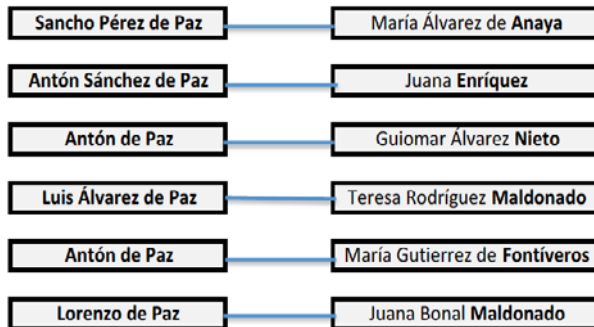 Sancho Pérez de Paz María Álvarez de Anaya
Antón Sánchez de Paz Juana Enríquez
Antón de Paz Guiomar Álvarez Nieto
Luis Álvarez de Paz Teresa Rodríguez Maldonado
Antón de Paz María Gutierrez de Fontíveros
Lorenzo de Paz Juana Bonal Maldonado